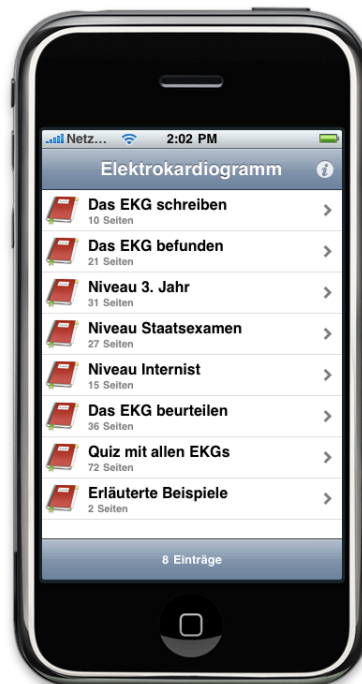 Netz... 2:02 PM
Elektrokardiogramm
Das EKG schreiben
10 Seiten
Das EKG befunden
21 Seiten
Niveau 3. Jahr
31 Seiten
Niveau Staatsexamen
27 Seiten
Niveau Internist
15 Seiten
Das EKG beurteilen
36 Seiten
Quiz mit allen EKGs
72 Seiten
Erläuterte Beispiele
2 Seiten
8 Einträge